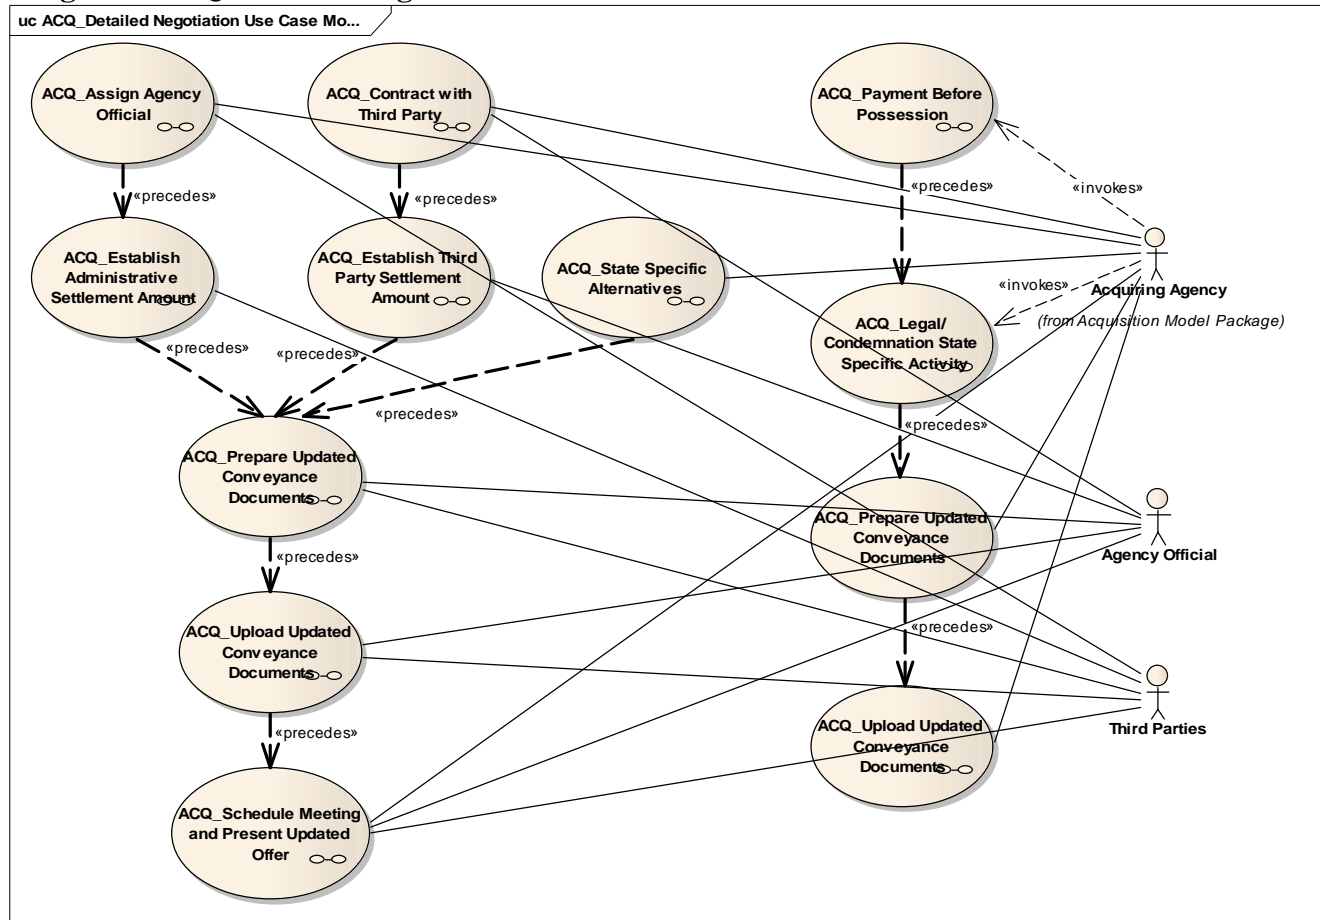 uc ACQ_Detailed Negotiation Use Case Mo...
ACQ_Assign Agency
Official
ACQ_Contract with
Third Party
ACQ_Payment Before
Possession
«precedes»
«precedes»
«precedes»
«invokes»
ACQ_Establish
Administrative
Settlement Amount
ACQ_Establish Third
Party Settlement
Amount
ACQ_State Specific
Alternatives
«invokes»
Acquiring Agency
(from Acquisition Model Package)
ACQ_Legal/
Condemnation State
Specific Activity
«precedes»
«precedes»
«precedes»
«precedes»
ACQ_Prepare Updated
Conveyance
Documents
ACQ_Prepare Updated
Conveyance
Documents
Agency Official
«precedes»
«precedes»
ACQ_Upload Updated
Conveyance
Documents
ACQ_Upload Updated
Conveyance
Documents
Third Parties
«precedes»
ACQ_Schedule Meeting
and Present Updated
Offer